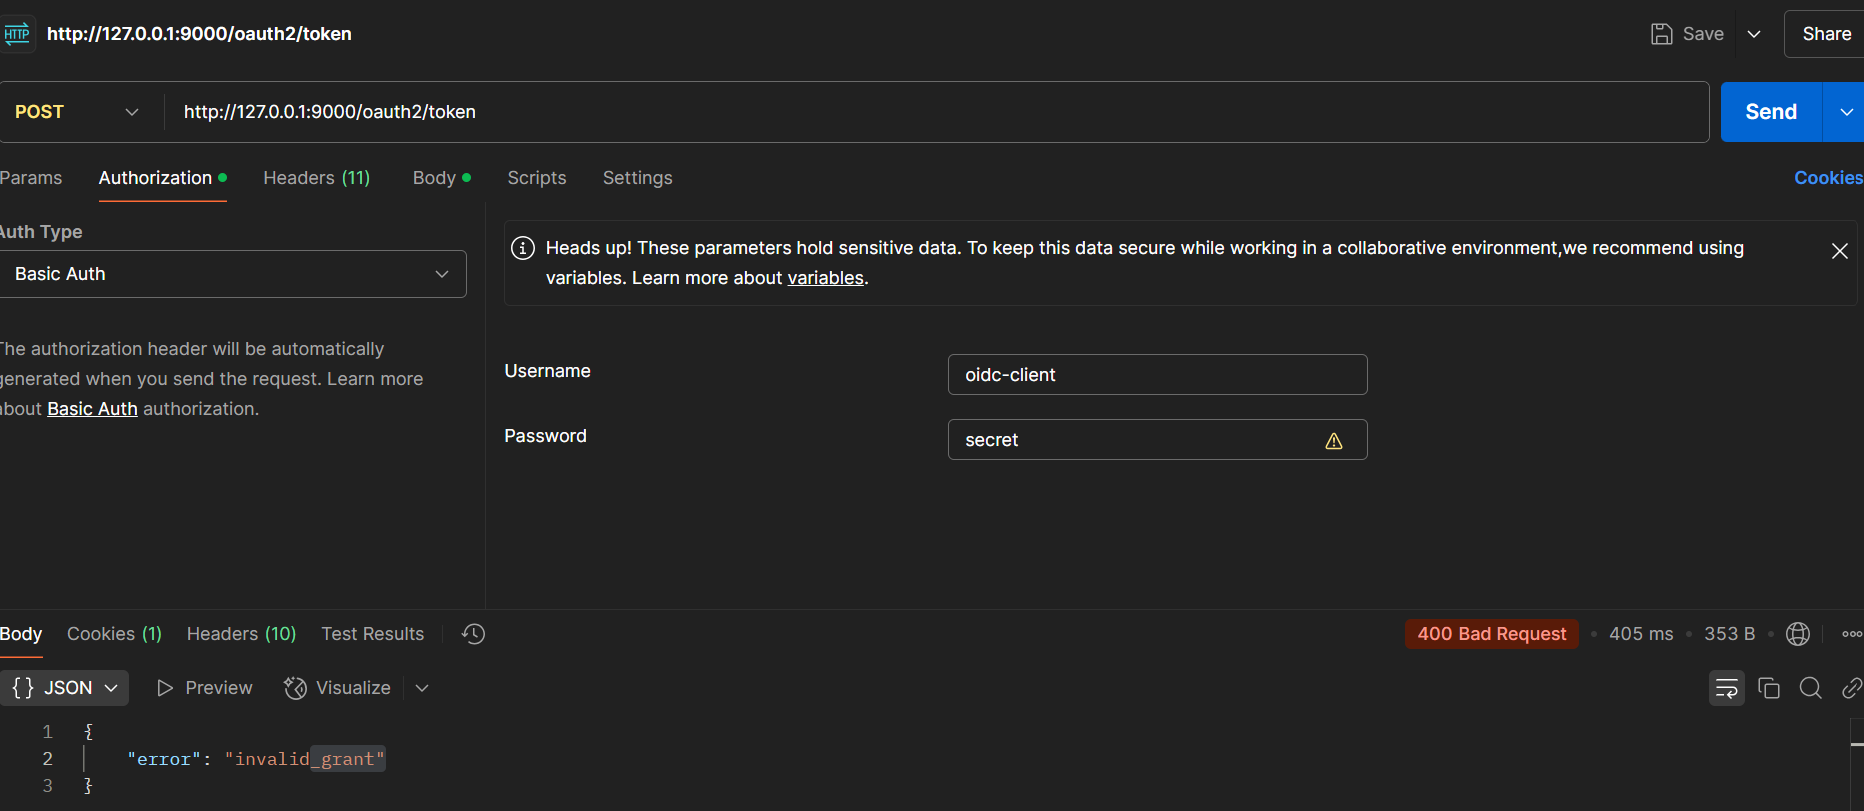 HTTP http://127.0.0.1:9000/oauth2/token Save Share
POST http://127.0.0.1:9000/oauth2/token Send
Params Authorization Headers (11) Body Scripts Settings Cookies
Auth Type
Basic Auth
The authorization header will be automatically
generated when you send the request. Learn more
about Basic Auth authorization.
Heads up! These parameters hold sensitive data. To keep this data secure while working in a collaborative environment,we recommend using
variables. Learn more about variables.
Username oidc-client
Password secret
Body Cookies (1) Headers (10) Test Results 400 Bad Request 405 ms 353 B
{} JSON Preview Visualize
1 {
2 "error": "invalid_grant"
3 }